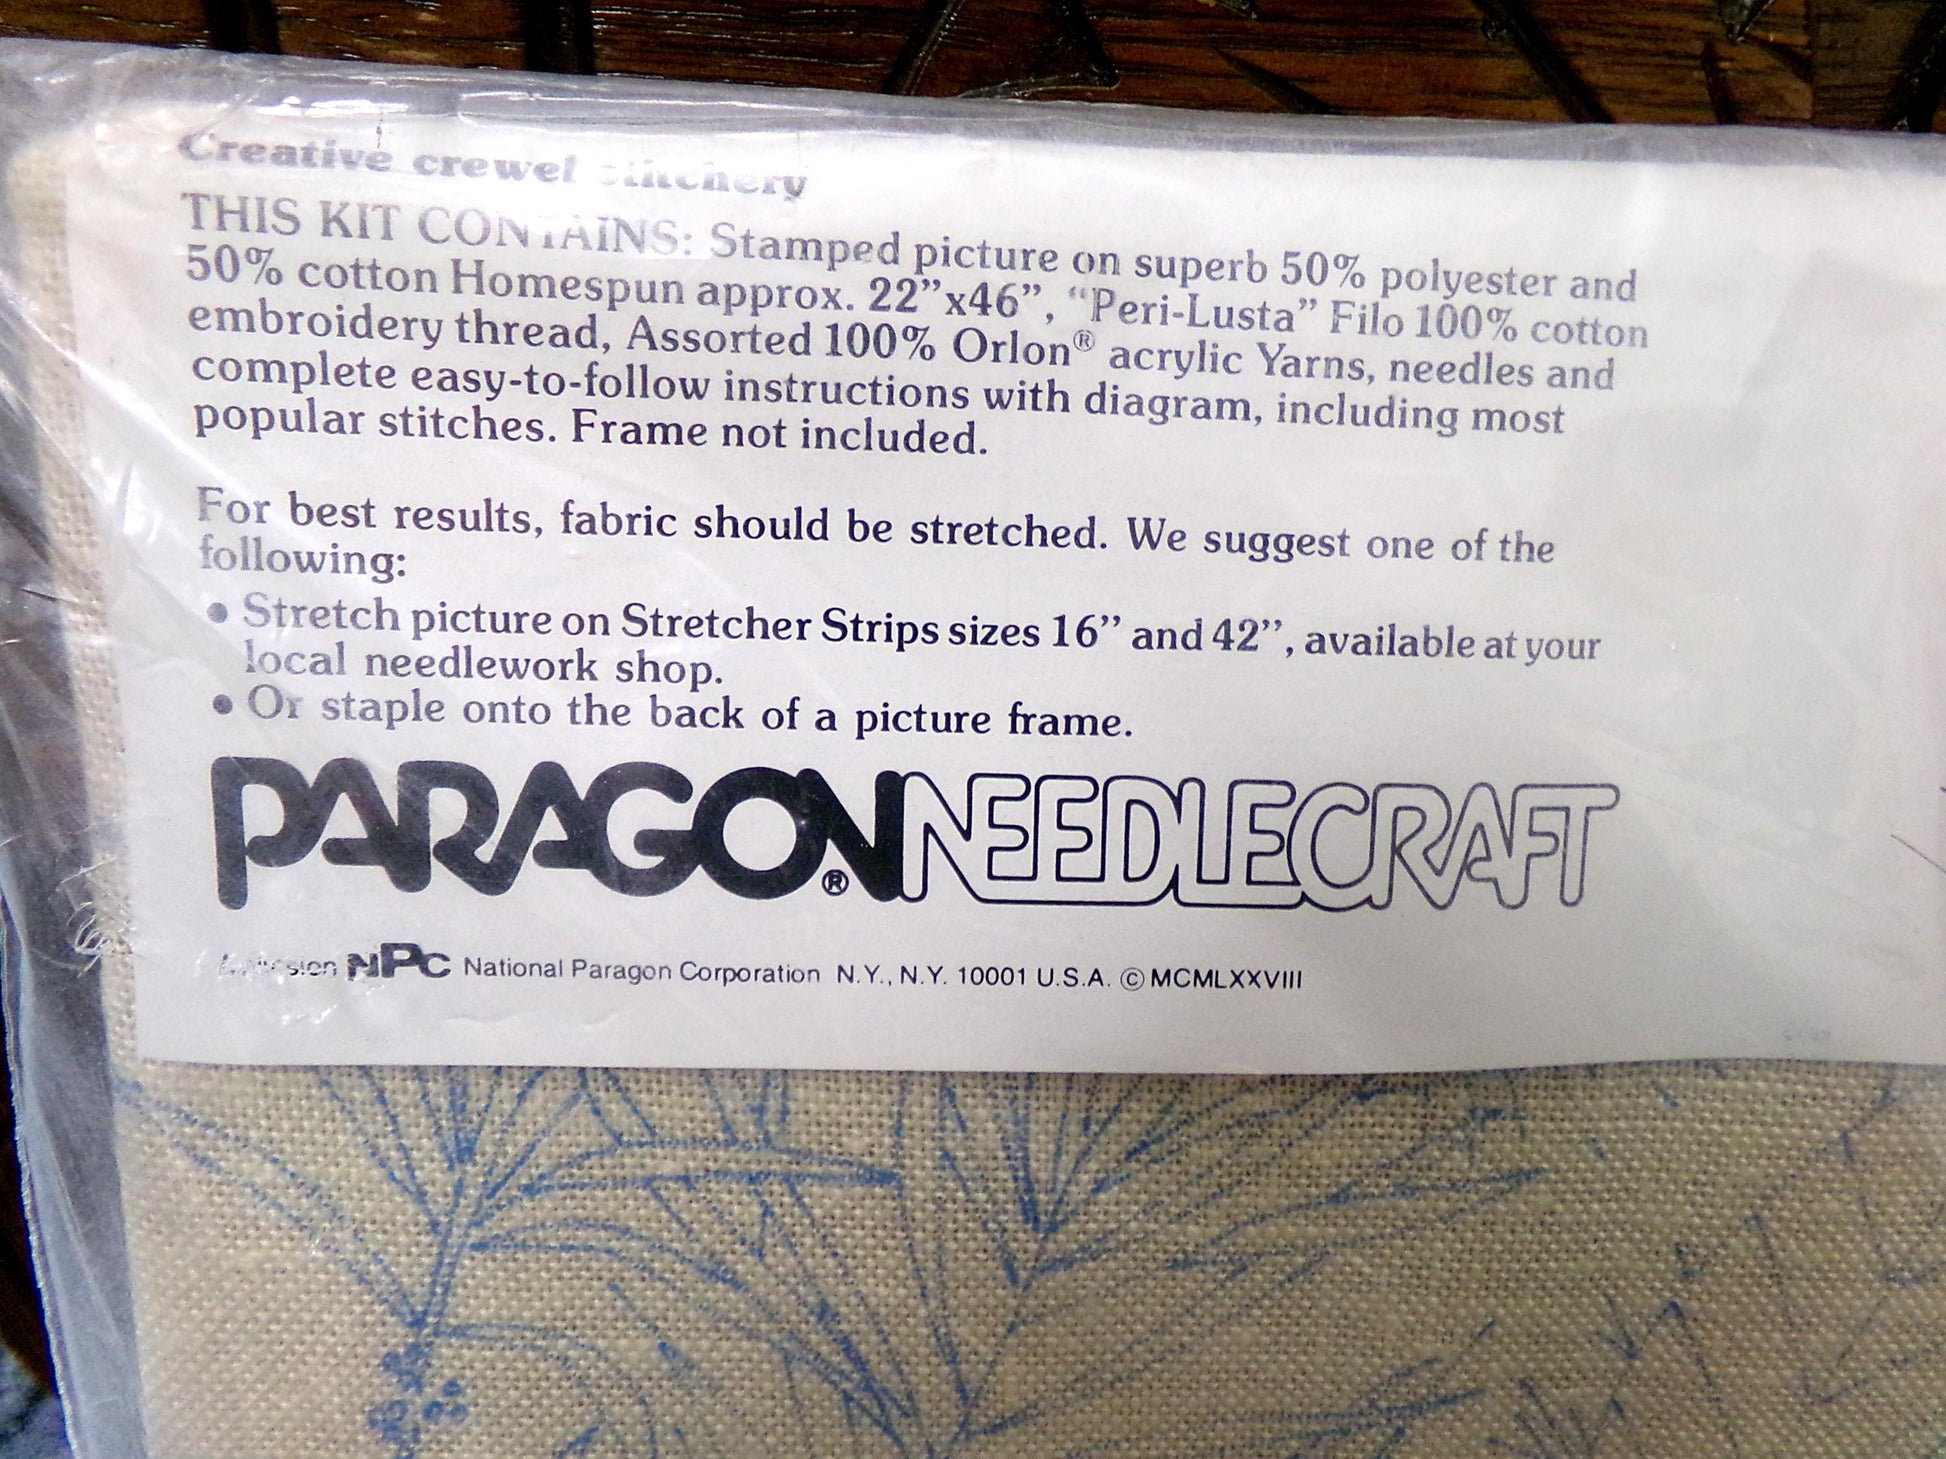 Creative crewel stitchery
THIS KIT CONTAINS: Stamped picture on superb 50% polyester and
50% cotton Homespun approx. 22”x46”, “Peri-Lusta” Filo 100% cotton
embroidery thread, Assorted 100% Orlon® acrylic Yarns, needles and
complete easy-to-follow instructions with diagram, including most
popular stitches. Frame not included.
For best results, fabric should be stretched. We suggest one of the
following:
• Stretch picture on Stretcher Strips sizes 16” and 42”, available at your
local needlework shop.
• Or staple onto the back of a picture frame.
PARAGON® NEEDLECRAFT
NPC National Paragon Corporation N.Y., N.Y. 10001 U.S.A. © MCMLXXVIII